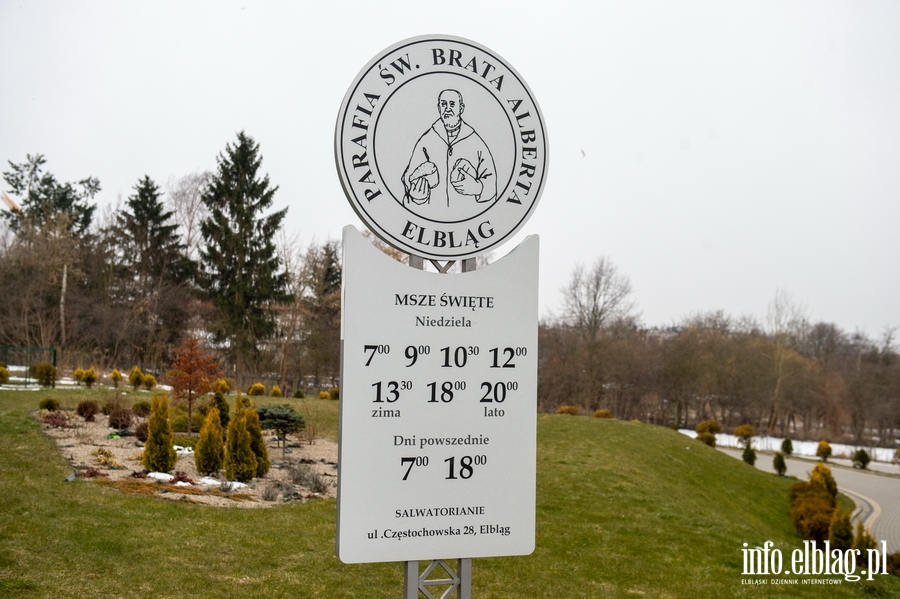 PARAFIA ŚW. BRATA ALBERTA
ELBLĄG
MSZE ŚWIĘTE
Niedziela
7⁰⁰ 9⁰⁰ 10³⁰ 12⁰⁰
13³⁰ 18⁰⁰ 20⁰⁰
zima lato
Dni powszednie
7⁰⁰ 18⁰⁰
SALWATORIANIE
ul .Częstochowska 28, Elbląg
info.elblag.pl
ELBLĄSKI DZIENNIK INTERNETOWY